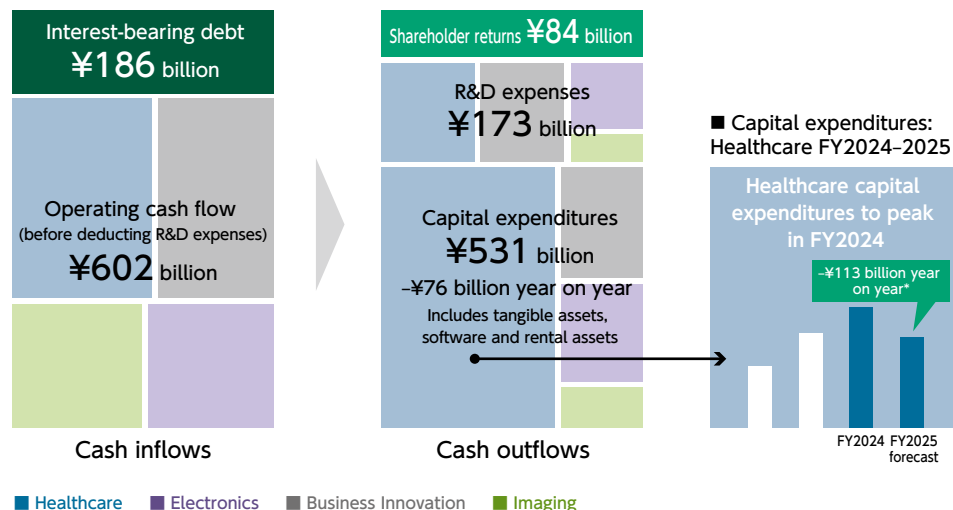 Interest-bearing debt
¥186 billion
Operating cash flow
(before deducting R&D expenses)
¥602 billion
Cash inflows
Shareholder returns ¥84 billion
R&D expenses
¥173 billion
Capital expenditures
¥531 billion
–¥76 billion year on year
Includes tangible assets,
software and rental assets
Cash outflows
■ Capital expenditures:
Healthcare FY2024–2025
Healthcare capital
expenditures to peak
in FY2024
–¥113 billion year
on year*
FY2024 FY2025
forecast
■ Healthcare ■ Electronics ■ Business Innovation ■ Imaging